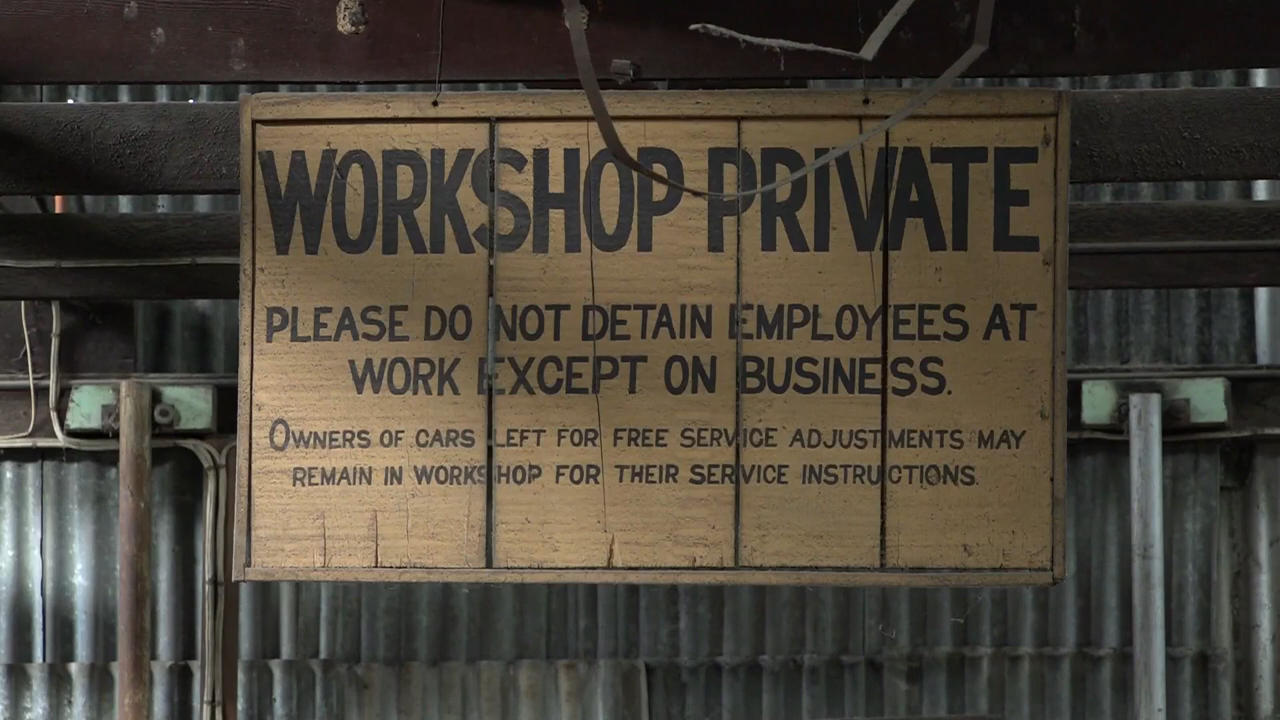 WORKSHOP PRIVATE
PLEASE DO NOT DETAIN EMPLOYEES AT
WORK EXCEPT ON BUSINESS.
OWNERS OF CARS LEFT FOR FREE SERVICE ADJUSTMENTS MAY
REMAIN IN WORKSHOP FOR THEIR SERVICE INSTRUCTIONS.